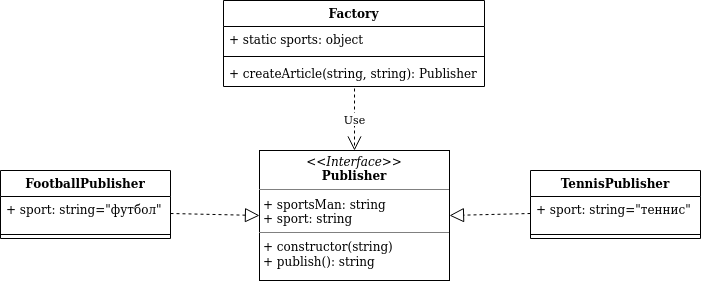 Factory
+ static sports: object
+ createArticle(string, string): Publisher
Use
<<Interface>>
Publisher
+ sportsMan: string
+ sport: string
+ constructor(string)
+ publish(): string
FootballPublisher
+ sport: string="футбол"
TennisPublisher
+ sport: string="теннис"